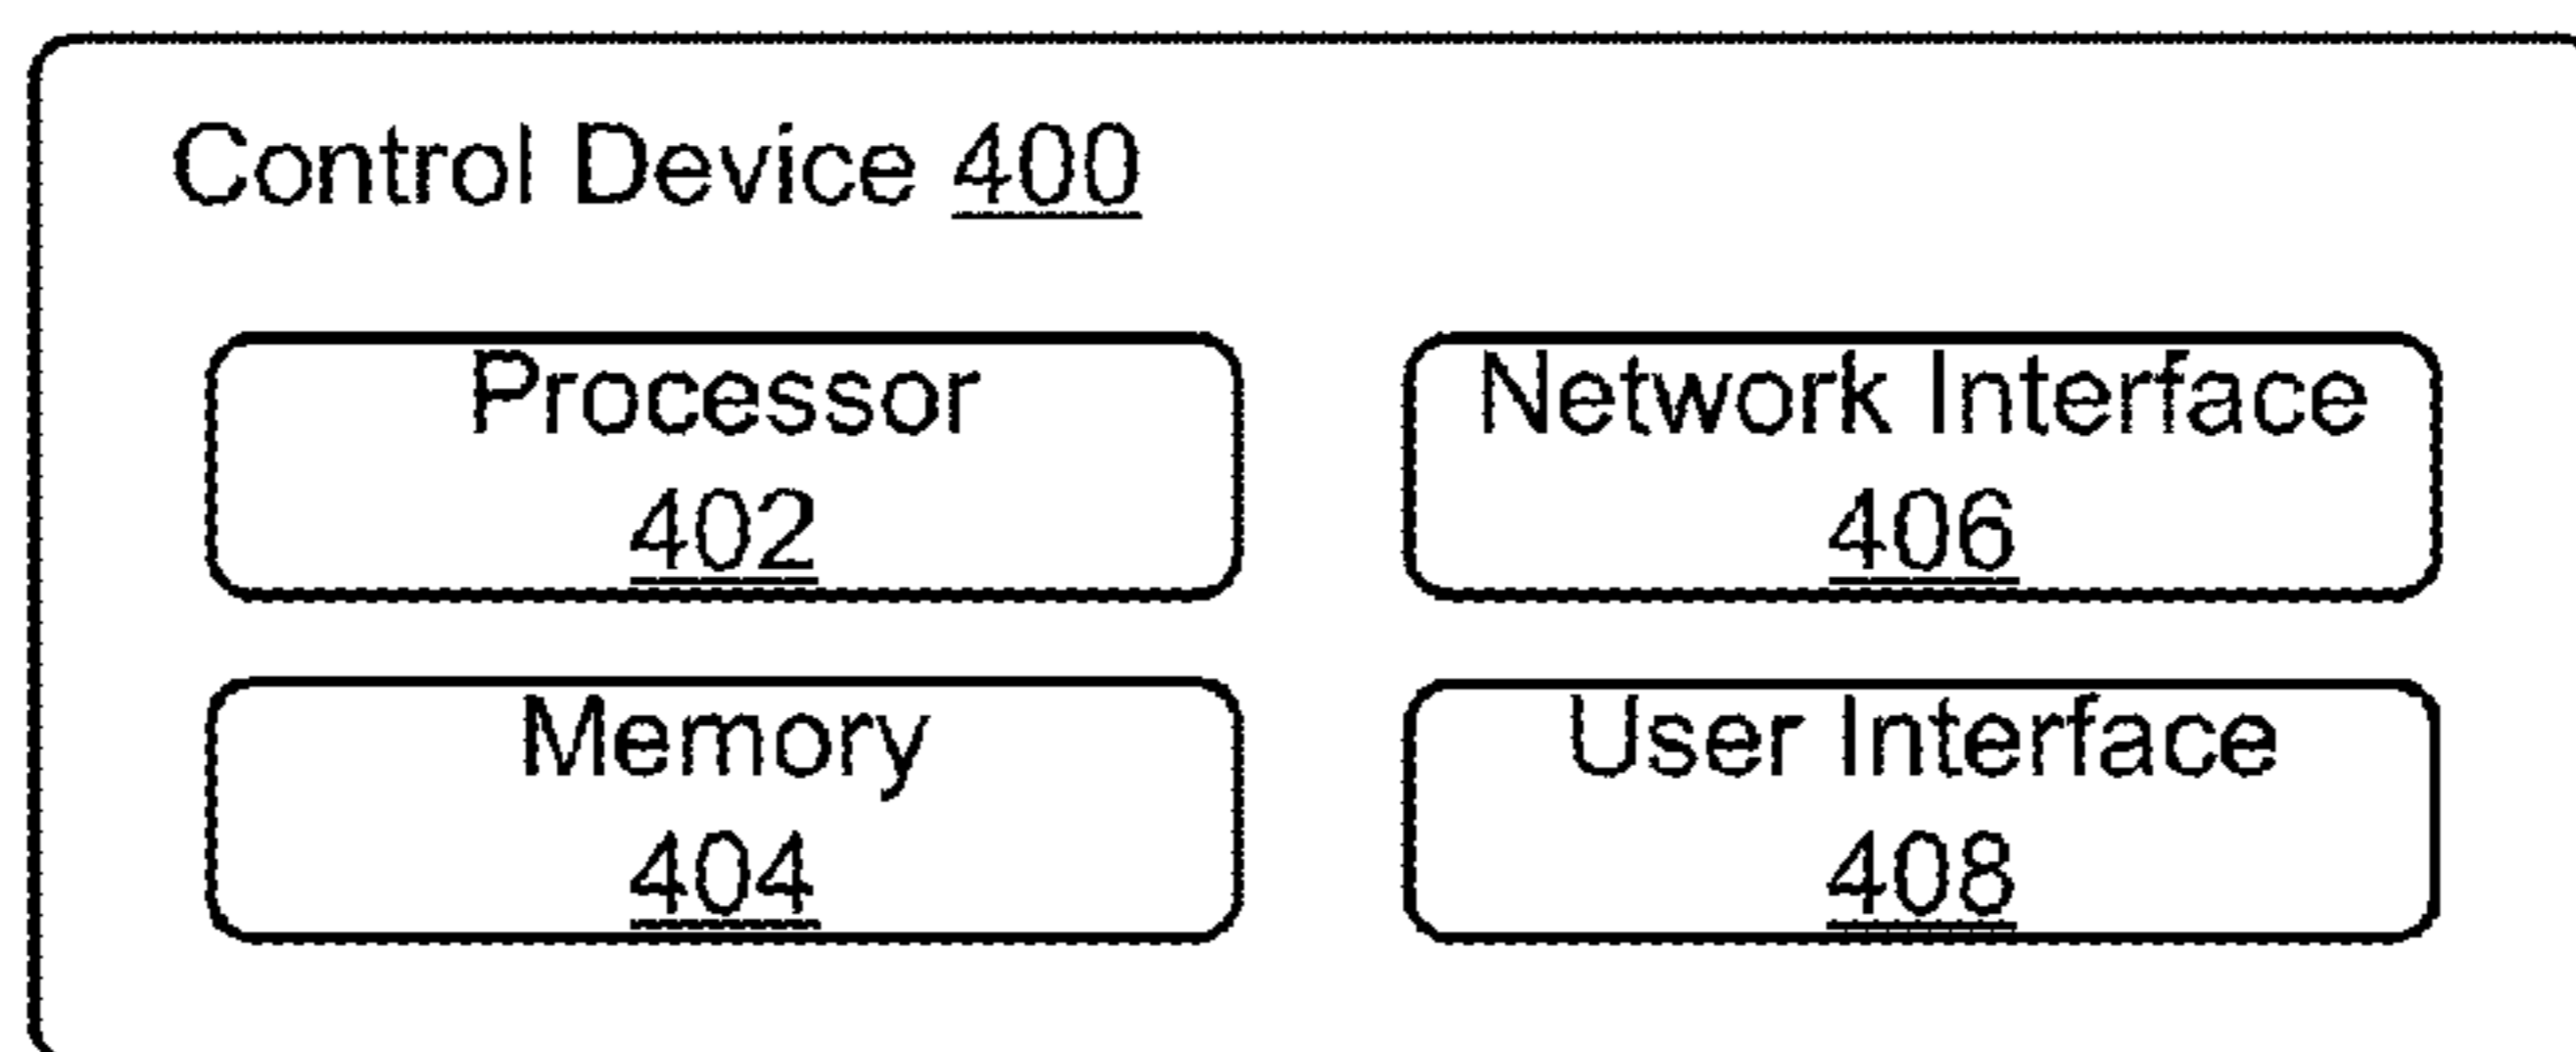 Control Device 400
Processor
402
Network Interface
406
Memory
404
User Interface
408